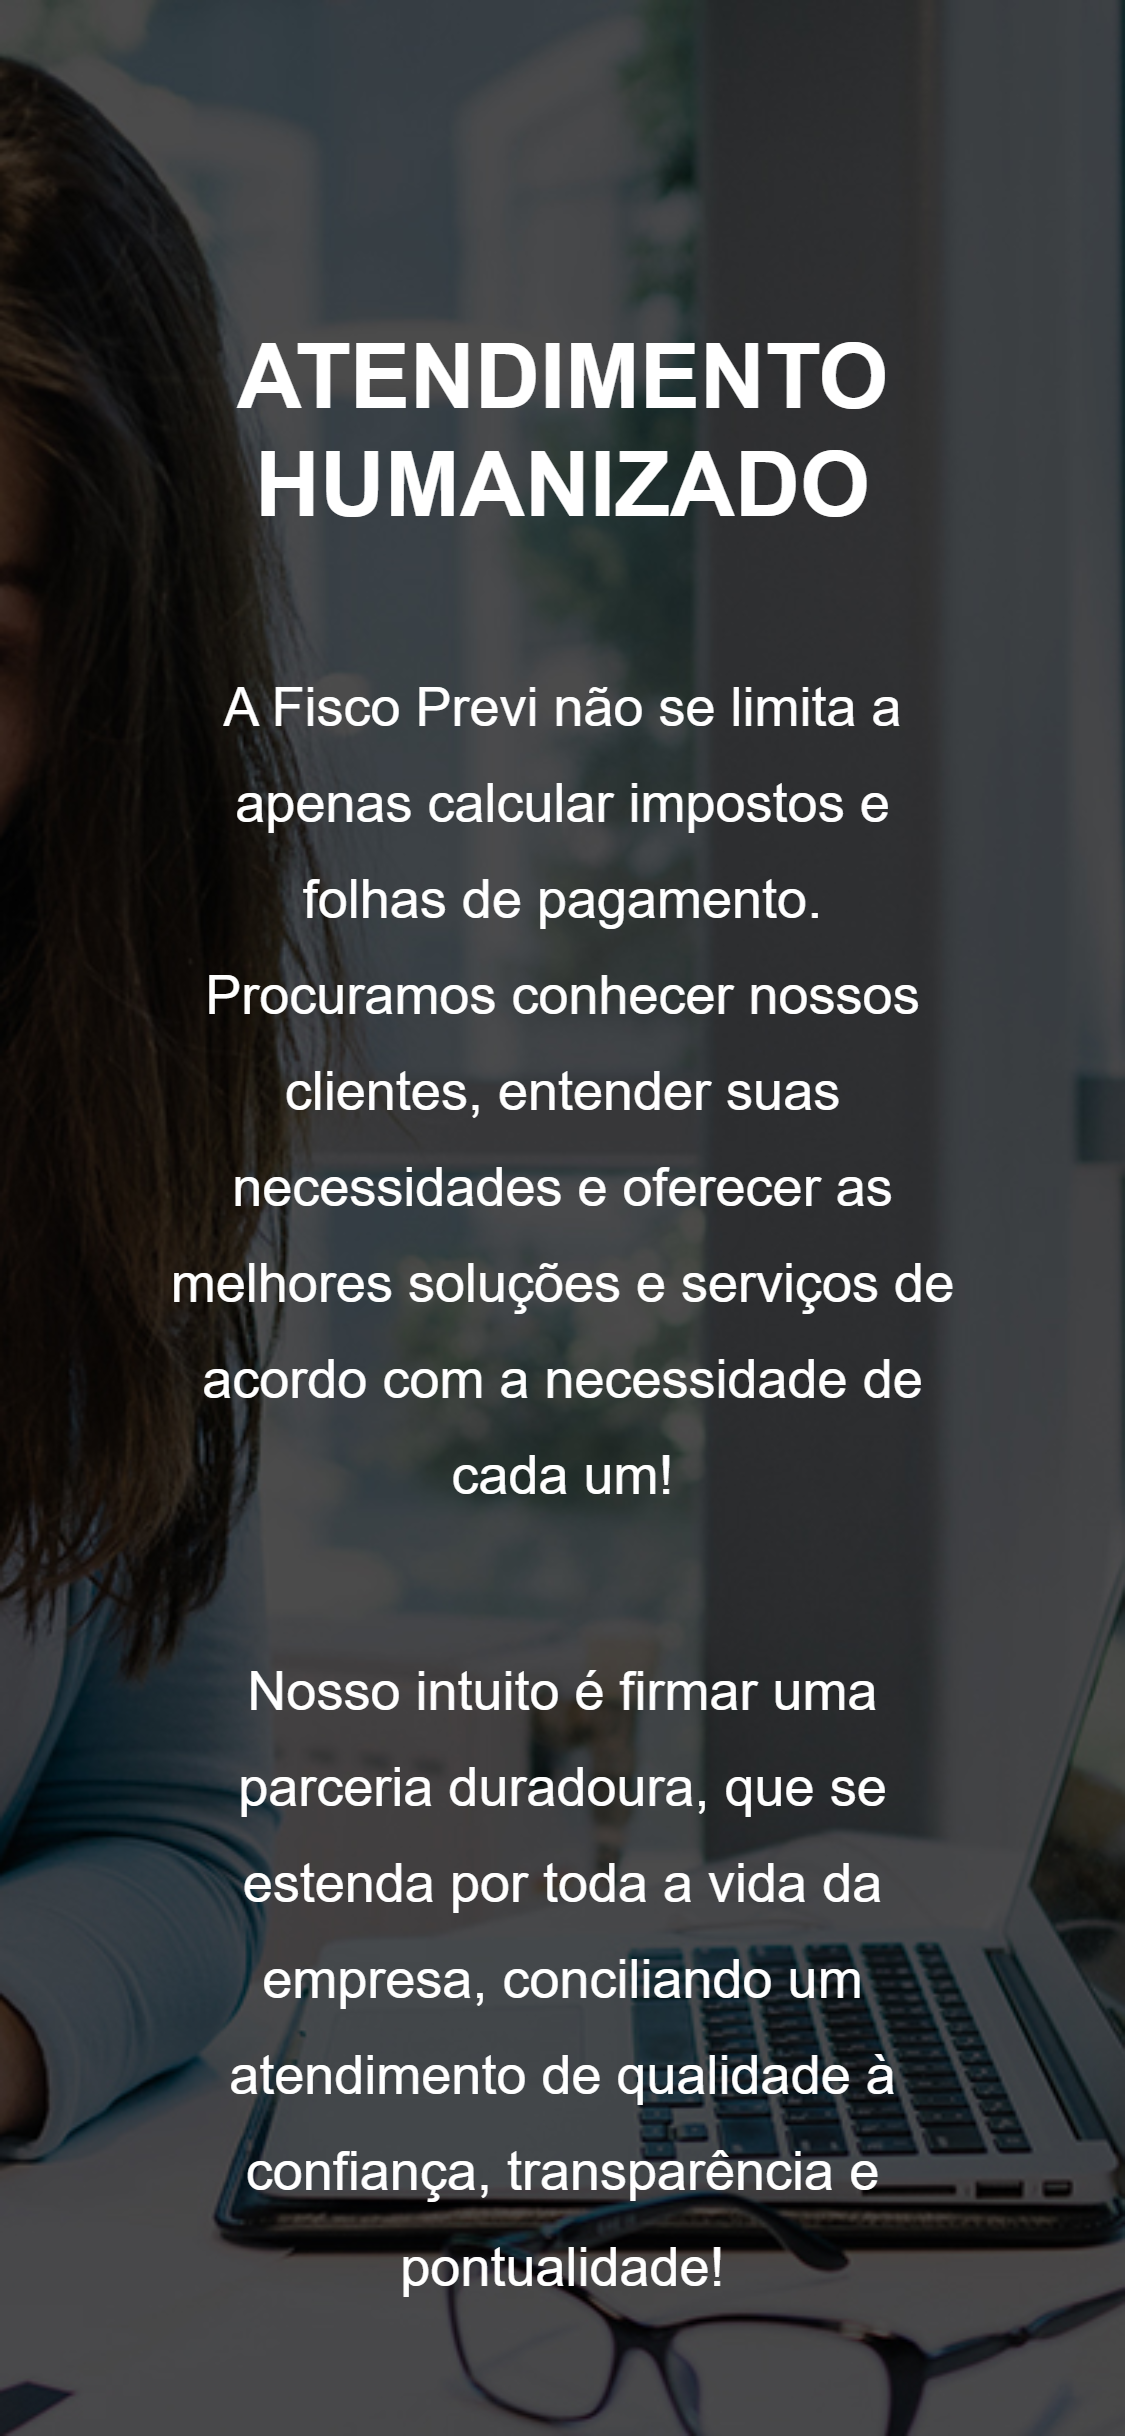 ATENDIMENTO
HUMANIZADO
A Fisco Previ não se limita a
apenas calcular impostos e
folhas de pagamento.
Procuramos conhecer nossos
clientes, entender suas
necessidades e oferecer as
melhores soluções e serviços de
acordo com a necessidade de
cada um!
Nosso intuito é firmar uma
parceria duradoura, que se
estenda por toda a vida da
empresa, conciliando um
atendimento de qualidade à
confiança, transparência e
pontualidade!